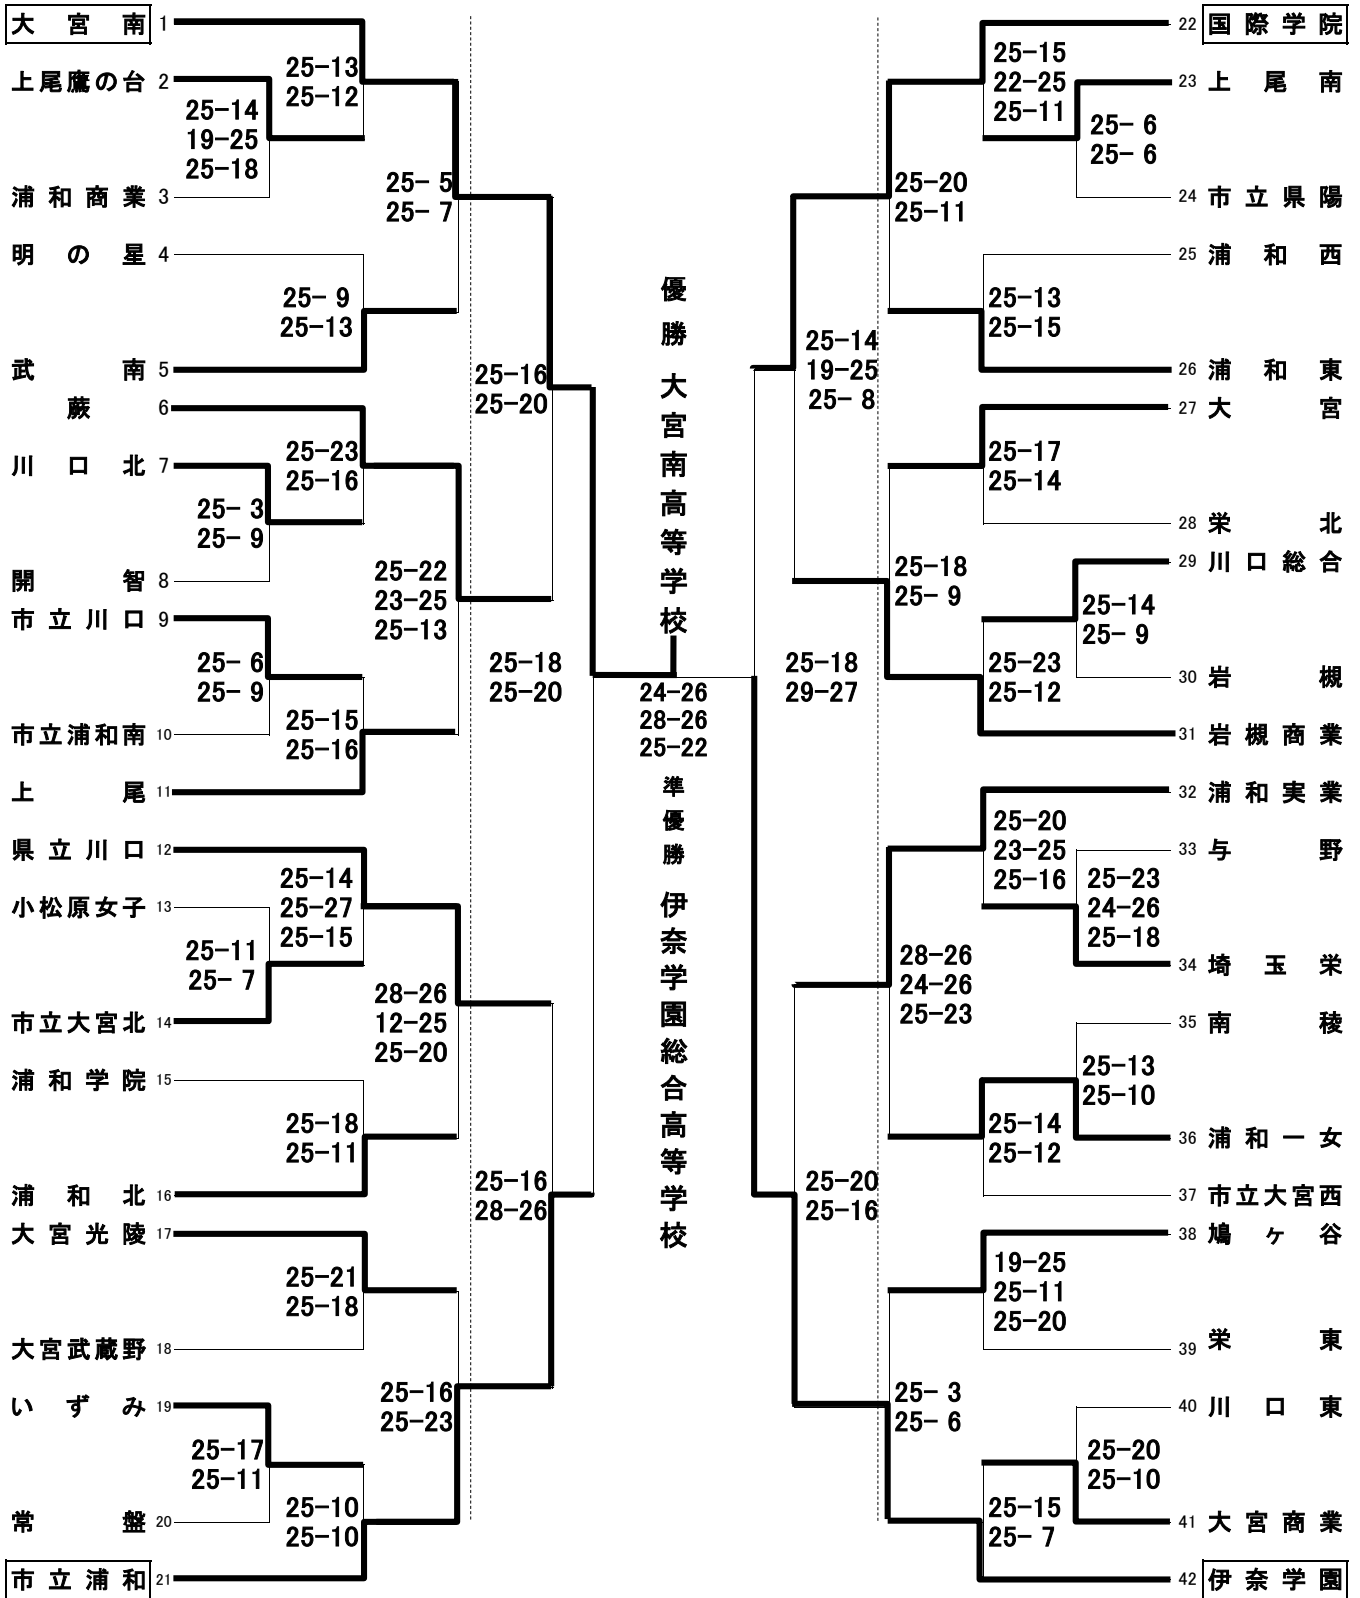 大宮南 1
上尾鷹の台 2
25-13
25-12
25-14
19-25
25-18
浦和商業 3
25- 5
25- 7
明の星 4
25- 9
25-13
武南 5
25-16
25-20
蕨 6
川口北 7
25-23
25-16
25- 3
25- 9
開智 8
25-22
23-25
25-13
市立川口 9
25- 6
25- 9
25-18
25-20
市立浦和南 10
25-15
25-16
上尾 11
県立川口 12
25-14
25-27
25-15
小松原女子 13
25-11
25- 7
市立大宮北 14
28-26
12-25
25-20
浦和学院 15
25-18
25-11
浦和北 16
25-16
28-26
大宮光陵 17
25-21
25-18
大宮武蔵野 18
25-16
25-23
いずみ 19
25-17
25-11
常盤 20
25-10
25-10
市立浦和 21
優勝 大宮南高等学校
24-26
28-26
25-22
準優勝 伊奈学園総合高等学校
22 国際学院
25-15
22-25
25-11
23 上尾南
25- 6
25- 6
24 市立県陽
25-20
25-11
25 浦和西
25-13
25-15
26 浦和東
25-14
19-25
25- 8
27 大宮
25-17
25-14
28 栄北
29 川口総合
25-18
25- 9
25-14
25- 9
30 岩槻
25-23
25-12
25-18
29-27
31 岩槻商業
32 浦和実業
25-20
23-25
25-16
33 与野
25-23
24-26
25-18
34 埼玉栄
28-26
24-26
25-23
35 南稜
25-13
25-10
36 浦和一女
25-14
25-12
37 市立大宮西
25-20
25-16
38 鳩ヶ谷
19-25
25-11
25-20
39 栄東
25- 3
25- 6
40 川口東
25-20
25-10
41 大宮商業
25-15
25- 7
42 伊奈学園